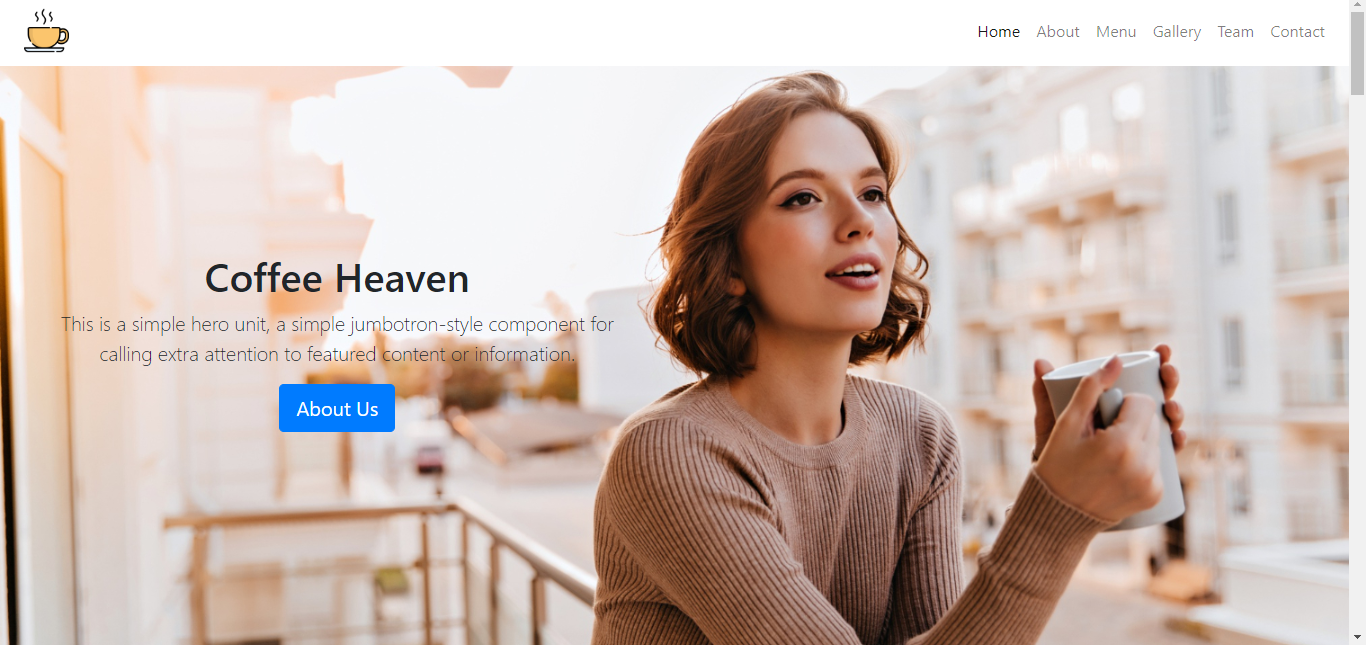 Home About Menu Gallery Team Contact
Coffee Heaven
This is a simple hero unit, a simple jumbotron-style component for
calling extra attention to featured content or information.
About Us